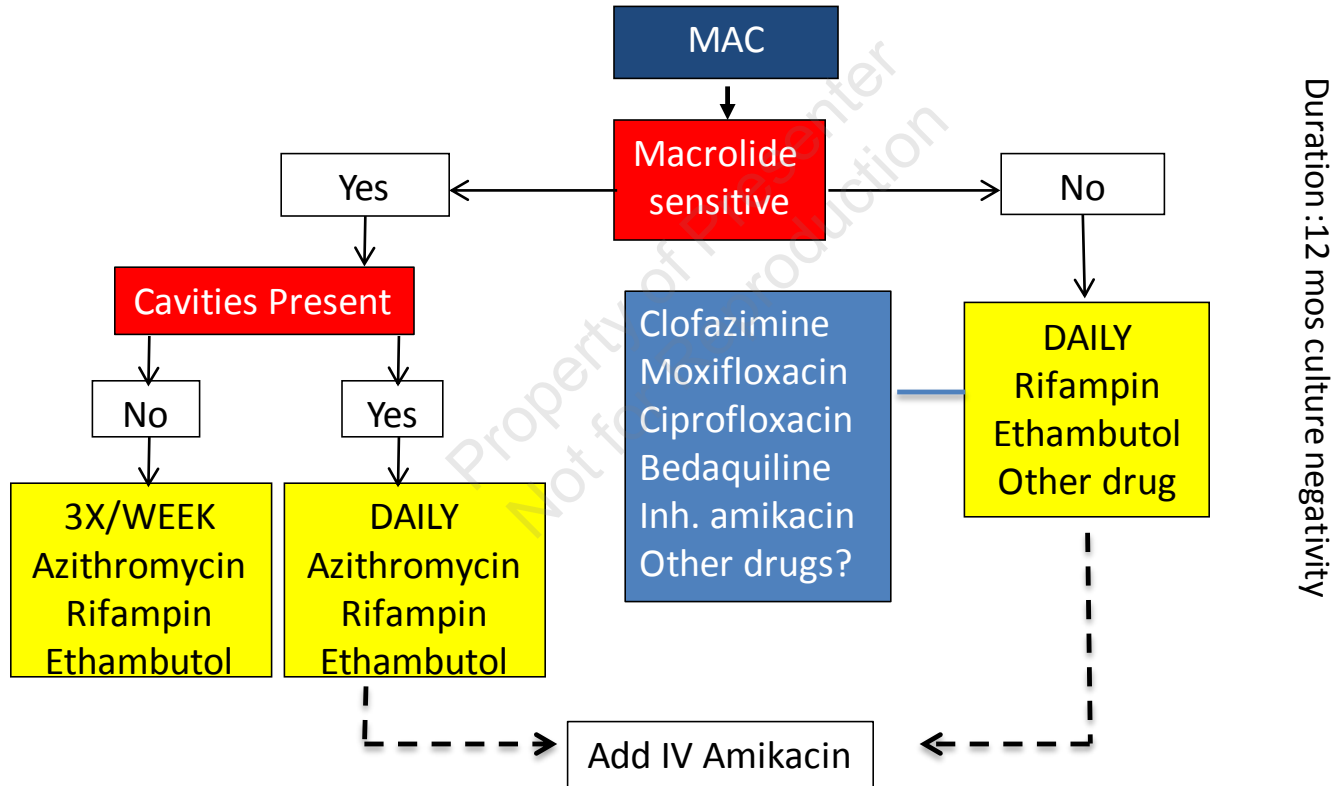 MAC
Macrolide
sensitive
Yes
No
Cavities Present
No
Yes
3X/WEEK
Azithromycin
Rifampin
Ethambutol
DAILY
Azithromycin
Rifampin
Ethambutol
Clofazimine
Moxifloxacin
Ciprofloxacin
Bedaquiline
Inh. amikacin
Other drugs?
DAILY
Rifampin
Ethambutol
Other drug
Add IV Amikacin
Duration :12 mos culture negativity
Property of Presenter
Not for Reproduction